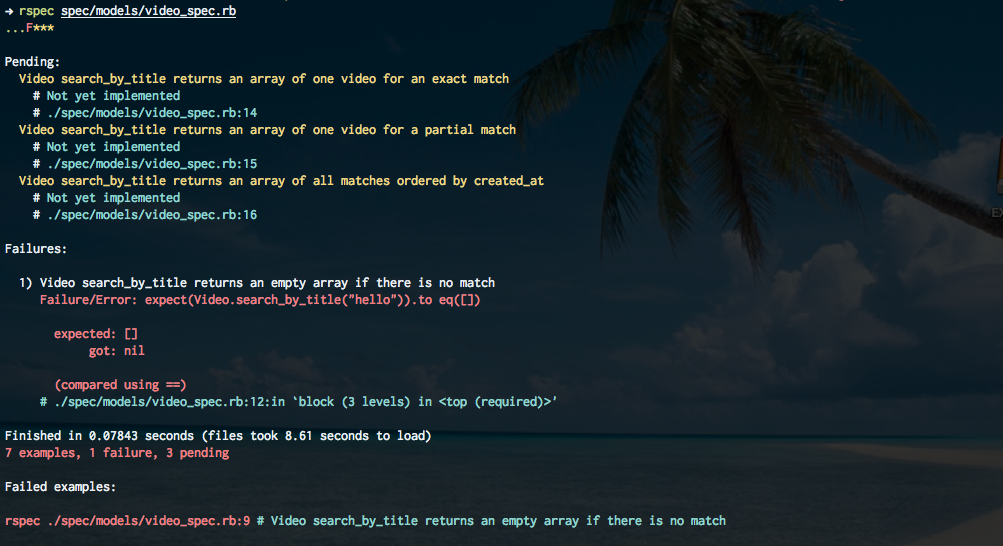 → rspec spec/models/video_spec.rb
...F***
Pending:
Video search_by_title returns an array of one video for an exact match
# Not yet implemented
# ./spec/models/video_spec.rb:14
Video search_by_title returns an array of one video for a partial match
# Not yet implemented
# ./spec/models/video_spec.rb:15
Video search_by_title returns an array of all matches ordered by created_at
# Not yet implemented
# ./spec/models/video_spec.rb:16
Failures:
1) Video search_by_title returns an empty array if there is no match
Failure/Error: expect(Video.search_by_title("hello")).to eq([])
expected: []
got: nil
(compared using ==)
# ./spec/models/video_spec.rb:12:in `block (3 levels) in <top (required)>'
Finished in 0.07843 seconds (files took 8.61 seconds to load)
7 examples, 1 failure, 3 pending
Failed examples:
rspec ./spec/models/video_spec.rb:9 # Video search_by_title returns an empty array if there is no match